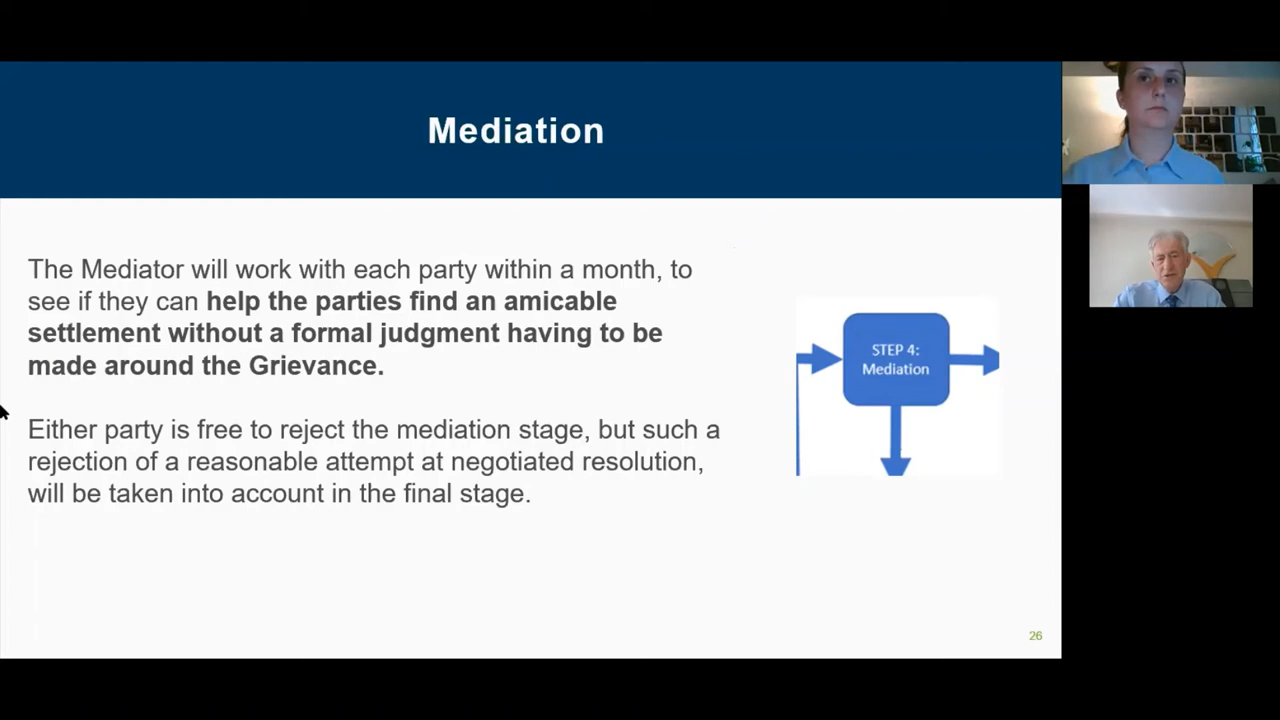 Mediation
The Mediator will work with each party within a month, to
see if they can help the parties find an amicable
settlement without a formal judgment having to be
made around the Grievance.
Either party is free to reject the mediation stage, but such a
rejection of a reasonable attempt at negotiated resolution,
will be taken into account in the final stage.
STEP 4:
Mediation
26